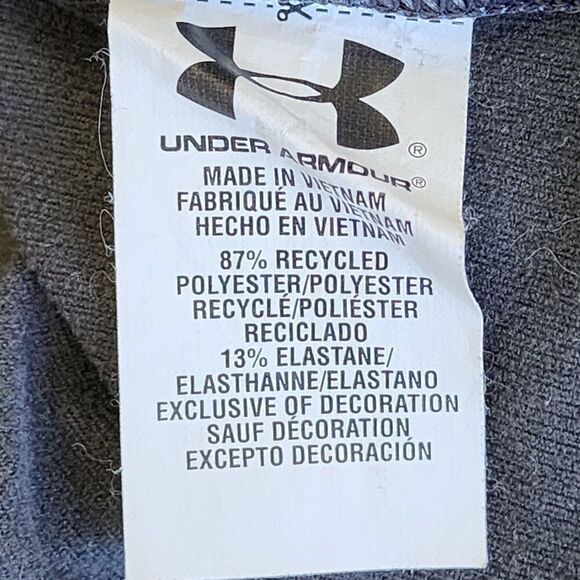 UNDER ARMOUR®
®
MADE IN VIETNAM
FABRIQUÉ AU VIETNAM
HECHO EN VIETNAM
87% RECYCLED
POLYESTER/POLYESTER
RECYCLÉ/POLIÉSTER
RECICLADO
13% ELASTANE/
ELASTHANNE/ELASTANO
EXCLUSIVE OF DECORATION
SAUF DÉCORATION
EXCEPTO DECORACIÓN